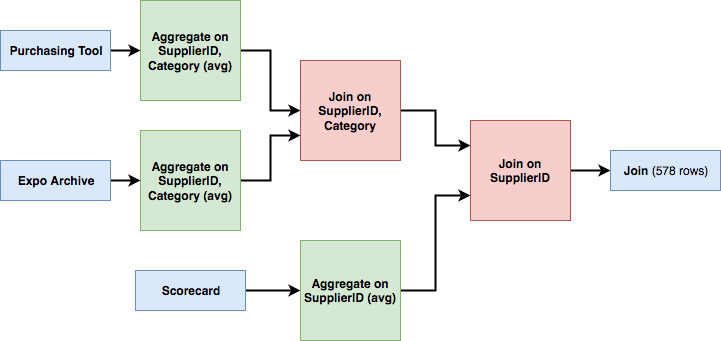 Purchasing Tool
Aggregate on
SupplierID,
Category (avg)
Join on
SupplierID,
Category
Expo Archive
Aggregate on
SupplierID,
Category (avg)
Join on
SupplierID
Join (578 rows)
Scorecard
Aggregate on
SupplierID (avg)